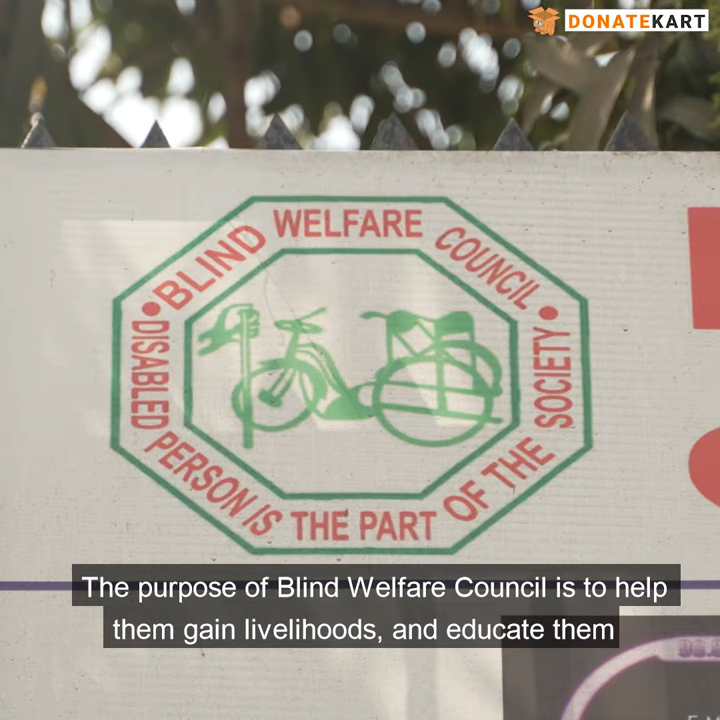 DONATEKART
BLIND WELFARE COUNCIL
DISABLED PERSON IS THE PART OF THE SOCIETY
The purpose of Blind Welfare Council is to help
them gain livelihoods, and educate them